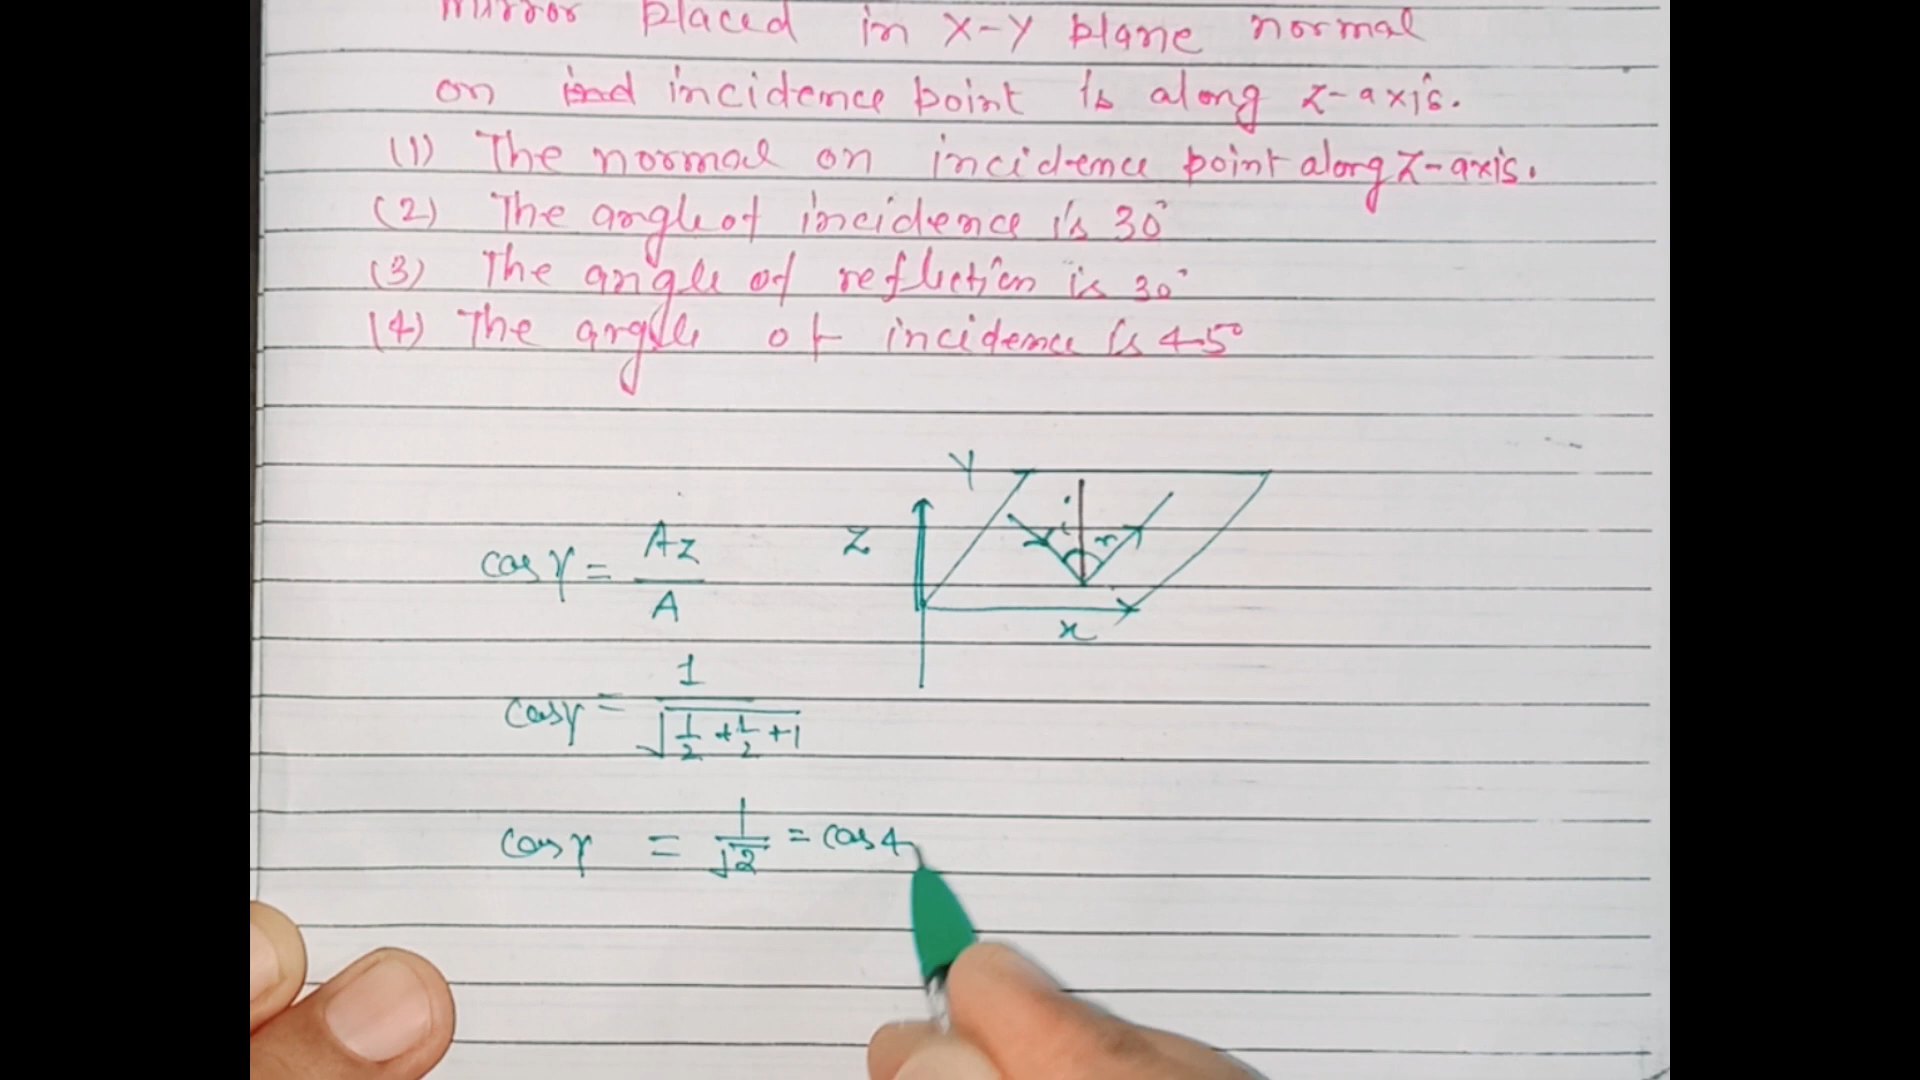 mirror placed in X-Y plane normal
on incidence point is along Z-axis.
(1) The normal on incidence point along Z-axis.
(2) The angle of incidence is 30°
(3) The angle of reflection is 30°
(4) The angle of incidence is 45°
Y
Z
i
r
x
cos γ = Az / A
cos γ = 1 / √(1/2 + 1/2 + 1)
cos γ = 1/√2 = cos 4